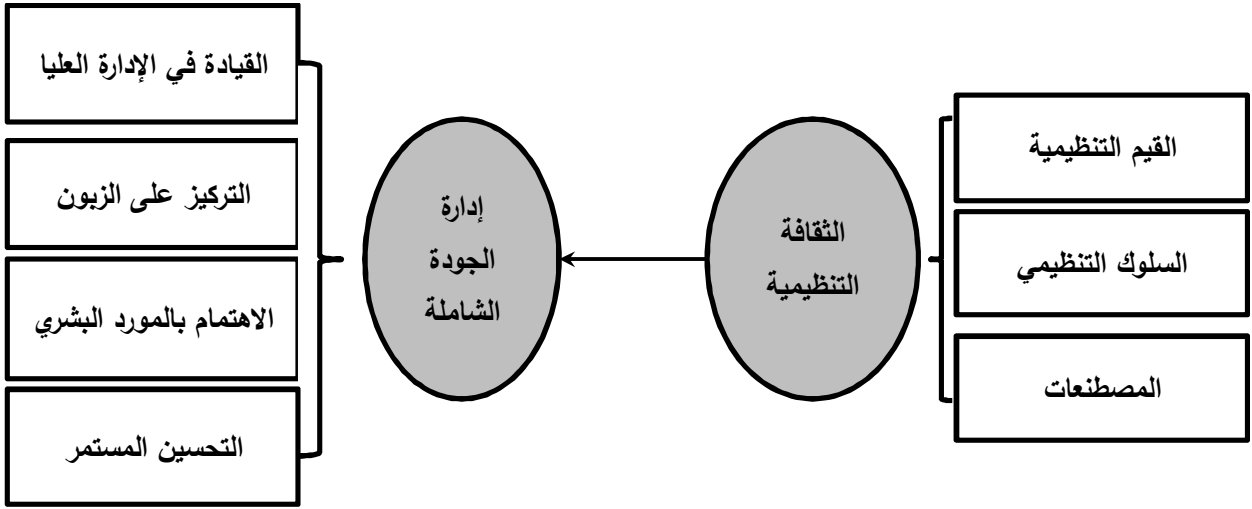 القيم التنظيمية
السلوك التنظيمي
المصطنعات
الثقافة
التنظيمية
إدارة
الجودة
الشاملة
القيادة في الإدارة العليا
التركيز على الزبون
الاهتمام بالمورد البشري
التحسين المستمر